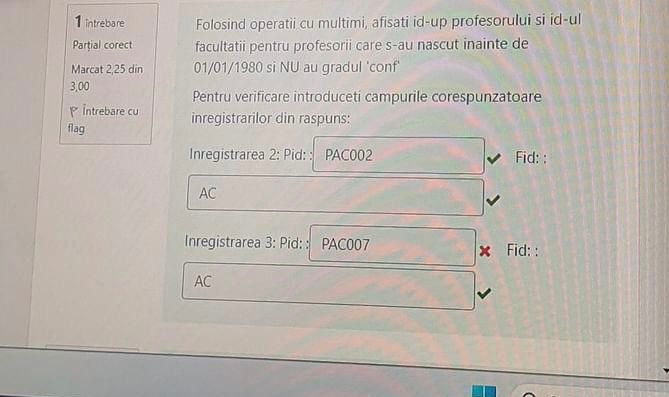 1 întrebare
Parțial corect
Marcat 2,25 din
3,00
Întrebare cu
flag
Folosind operatii cu multimi, afisati id-up profesorului si id-ul
facultatii pentru profesorii care s-au nascut inainte de
01/01/1980 si NU au gradul 'conf'
Pentru verificare introduceti campurile corespunzatoare
inregistrarilor din raspuns:
Inregistrarea 2: Pid: : PAC002 Fid: :
AC
Inregistrarea 3: Pid: : PAC007 Fid: :
AC